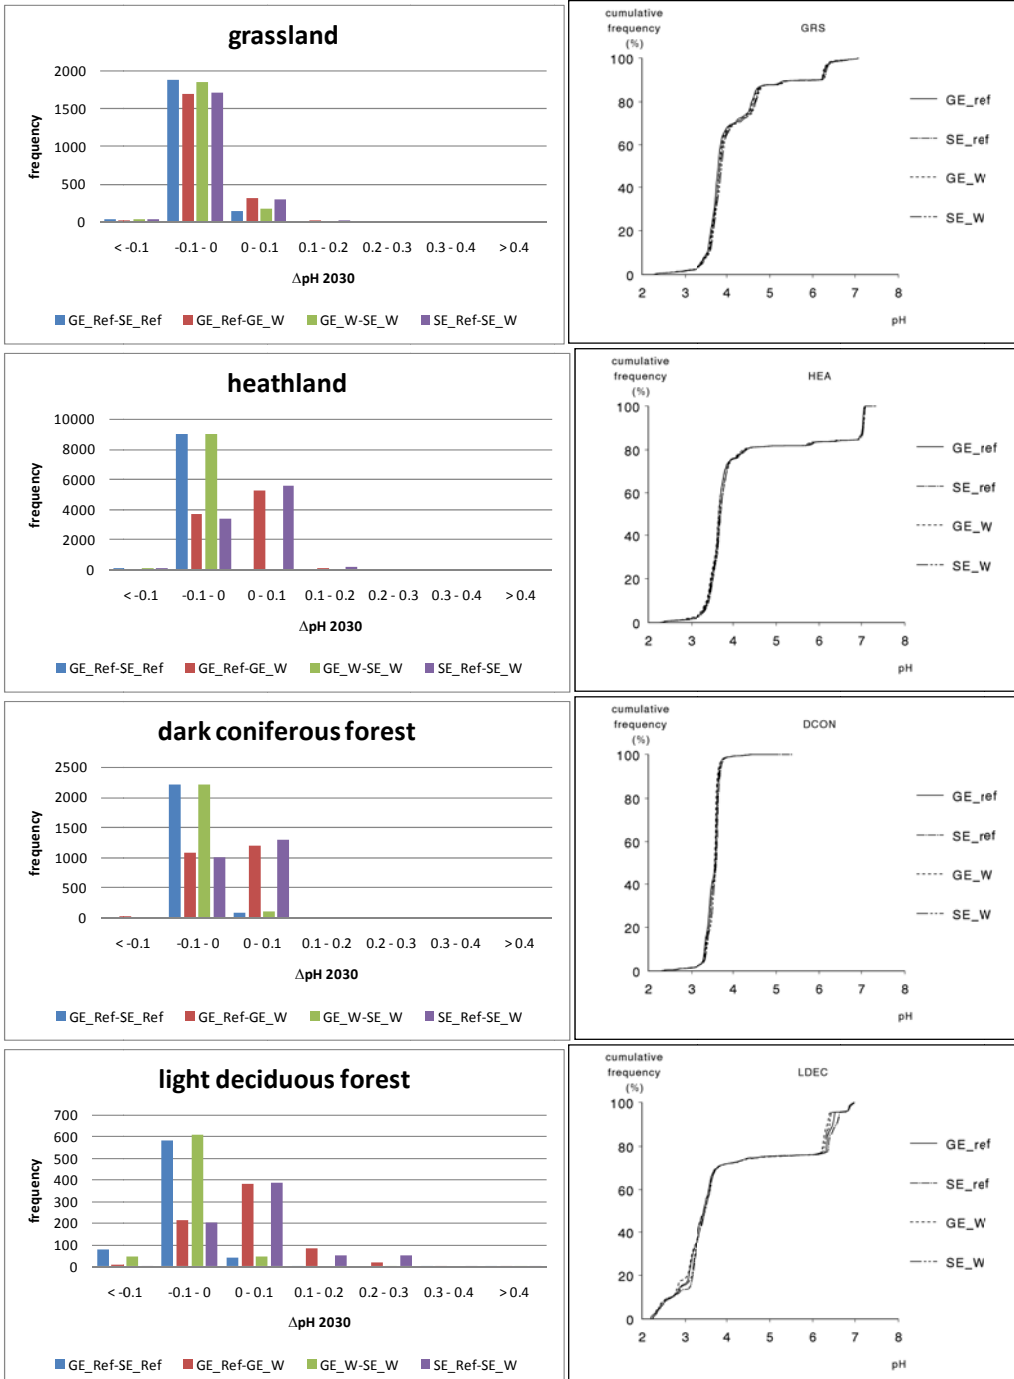 grassland
frequency
2000
1500
1000
500
0
< -0.1 -0.1 - 0 0 - 0.1 0.1 - 0.2 0.2 - 0.3 0.3 - 0.4 > 0.4
ΔpH 2030
GE_Ref-SE_Ref GE_Ref-GE_W GE_W-SE_W SE_Ref-SE_W
cumulative
frequency
(%)
GRS
100
80
60
40
20
0
2 3 4 5 6 7 8
pH
GE_ref
SE_ref
GE_W
SE_W
heathland
frequency
10000
8000
6000
4000
2000
0
< -0.1 -0.1 - 0 0 - 0.1 0.1 - 0.2 0.2 - 0.3 0.3 - 0.4 > 0.4
ΔpH 2030
GE_Ref-SE_Ref GE_Ref-GE_W GE_W-SE_W SE_Ref-SE_W
cumulative
frequency
(%)
HEA
100
80
60
40
20
0
2 3 4 5 6 7 8
pH
GE_ref
SE_ref
GE_W
SE_W
dark coniferous forest
frequency
2500
2000
1500
1000
500
0
< -0.1 -0.1 - 0 0 - 0.1 0.1 - 0.2 0.2 - 0.3 0.3 - 0.4 > 0.4
ΔpH 2030
GE_Ref-SE_Ref GE_Ref-GE_W GE_W-SE_W SE_Ref-SE_W
cumulative
frequency
(%)
DCON
100
80
60
40
20
0
2 3 4 5 6 7 8
pH
GE_ref
SE_ref
GE_W
SE_W
light deciduous forest
frequency
700
600
500
400
300
200
100
0
< -0.1 -0.1 - 0 0 - 0.1 0.1 - 0.2 0.2 - 0.3 0.3 - 0.4 > 0.4
ΔpH 2030
GE_Ref-SE_Ref GE_Ref-GE_W GE_W-SE_W SE_Ref-SE_W
cumulative
frequency
(%)
LDEC
100
80
60
40
20
0
2 3 4 5 6 7 8
pH
GE_ref
SE_ref
GE_W
SE_W